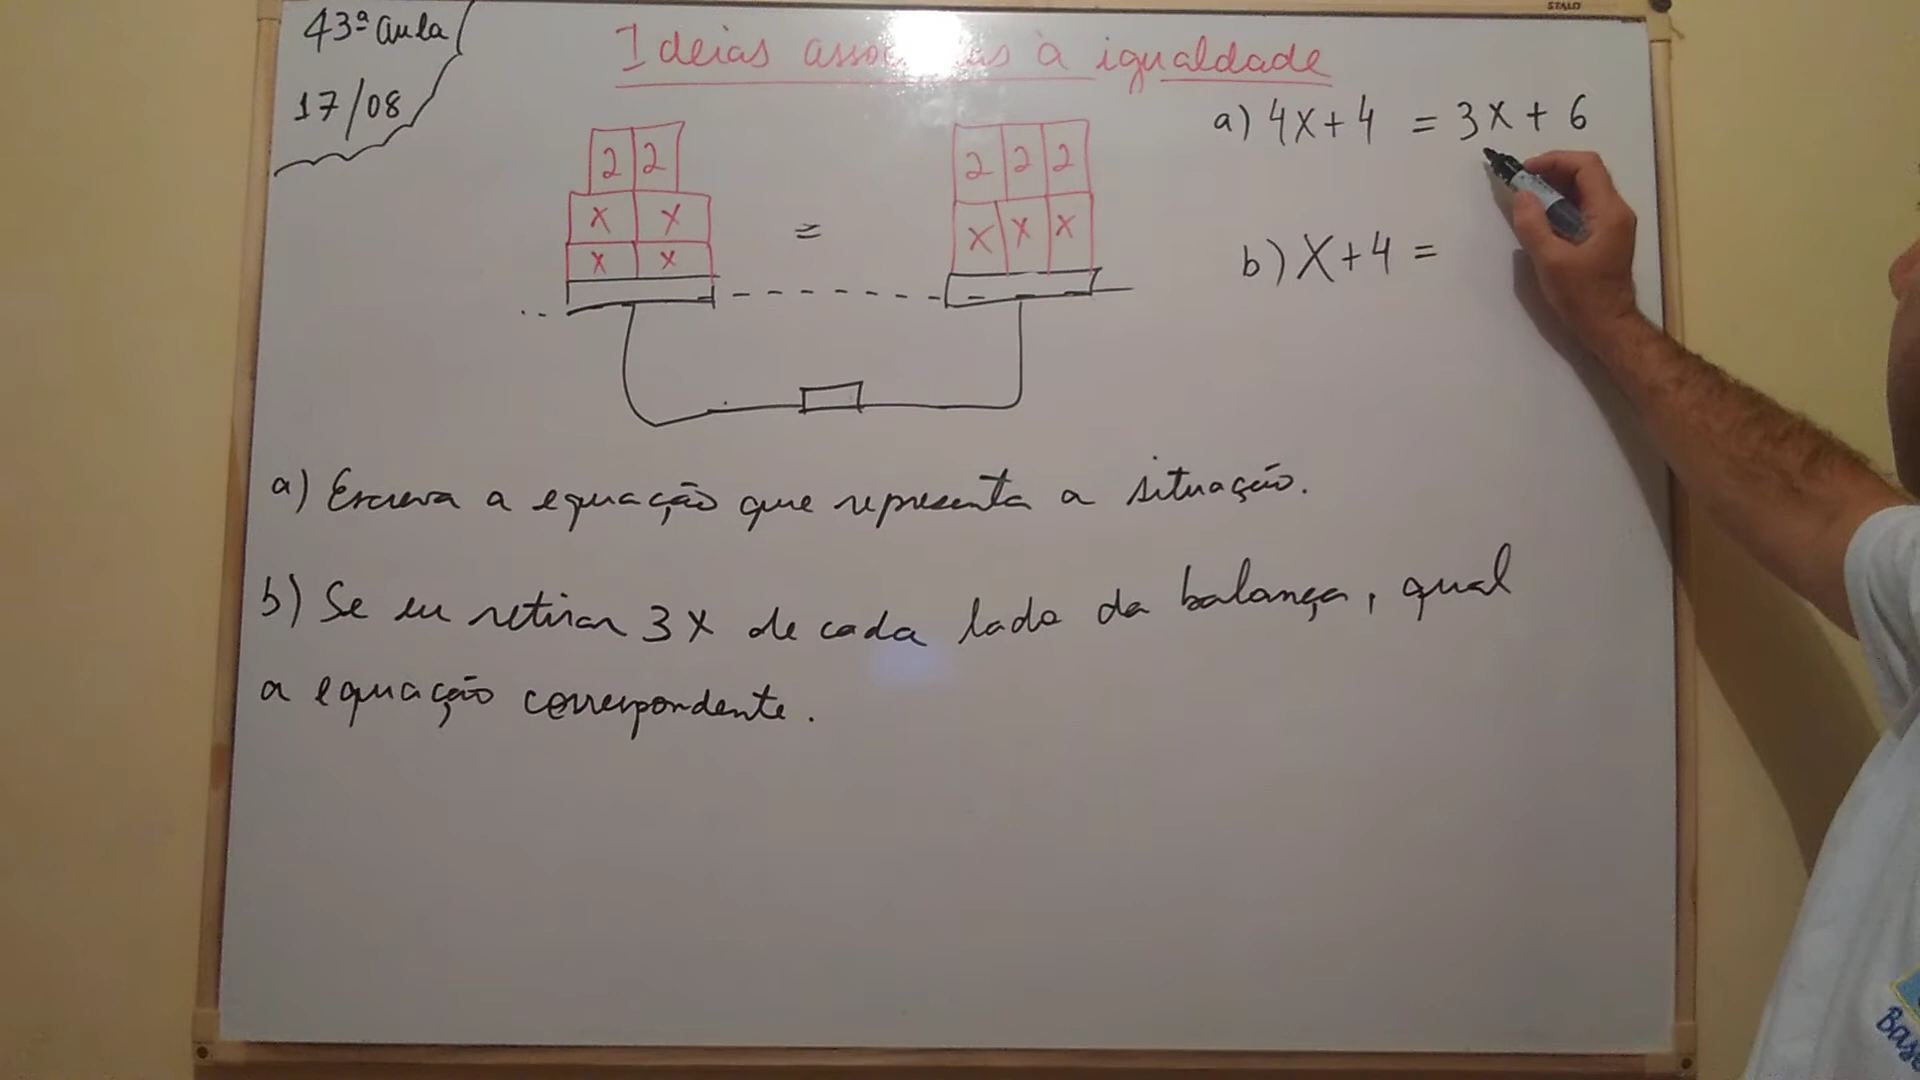 STALO
43ª aula
17/08
Ideias à igualdade
2 2
x x
x x
=
2 2 2
x x x
a) 4x+4 = 3x+6
b) x+4 =
a) Escreva a equação que representa a situação.
b) Se eu retirar 3x de cada lado da balança, qual
a equação correspondente.